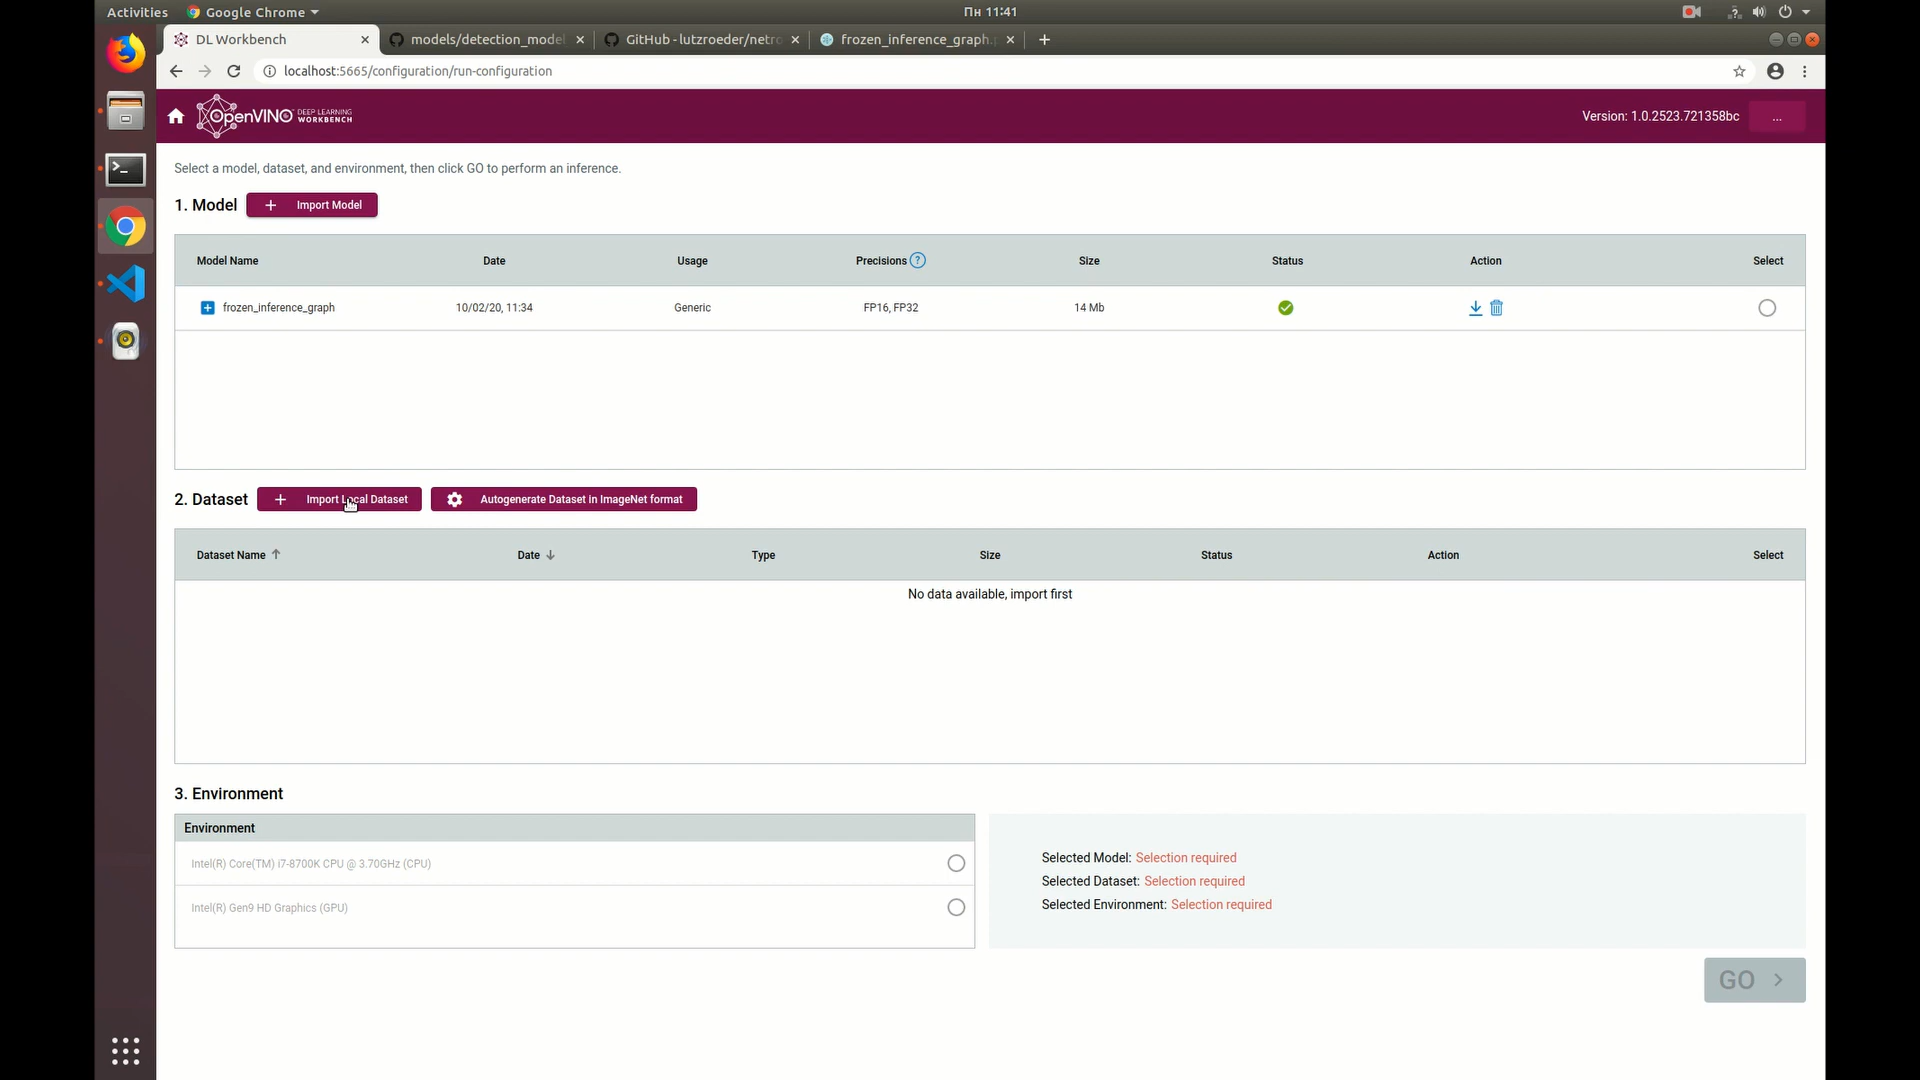 Activities Google Chrome Пн 11:41
DL Workbench models/detection_model GitHub - lutzroeder/netro frozen_inference_graph.
localhost:5665/configuration/run-configuration
OpenVINO DEEP LEARNING WORKBENCH Version: 1.0.2523.721358bc ...
Select a model, dataset, and environment, then click GO to perform an inference.
1. Model + Import Model
Model Name Date Usage Precisions ? Size Status Action Select
frozen_inference_graph 10/02/20, 11:34 Generic FP16, FP32 14 Mb
2. Dataset + Import Local Dataset Autogenerate Dataset in ImageNet format
Dataset Name Date Type Size Status Action Select
No data available, import first
3. Environment
Environment
Intel(R) Core(TM) i7-8700K CPU @ 3.70GHz (CPU)
Intel(R) Gen9 HD Graphics (GPU)
Selected Model: Selection required
Selected Dataset: Selection required
Selected Environment: Selection required
GO >